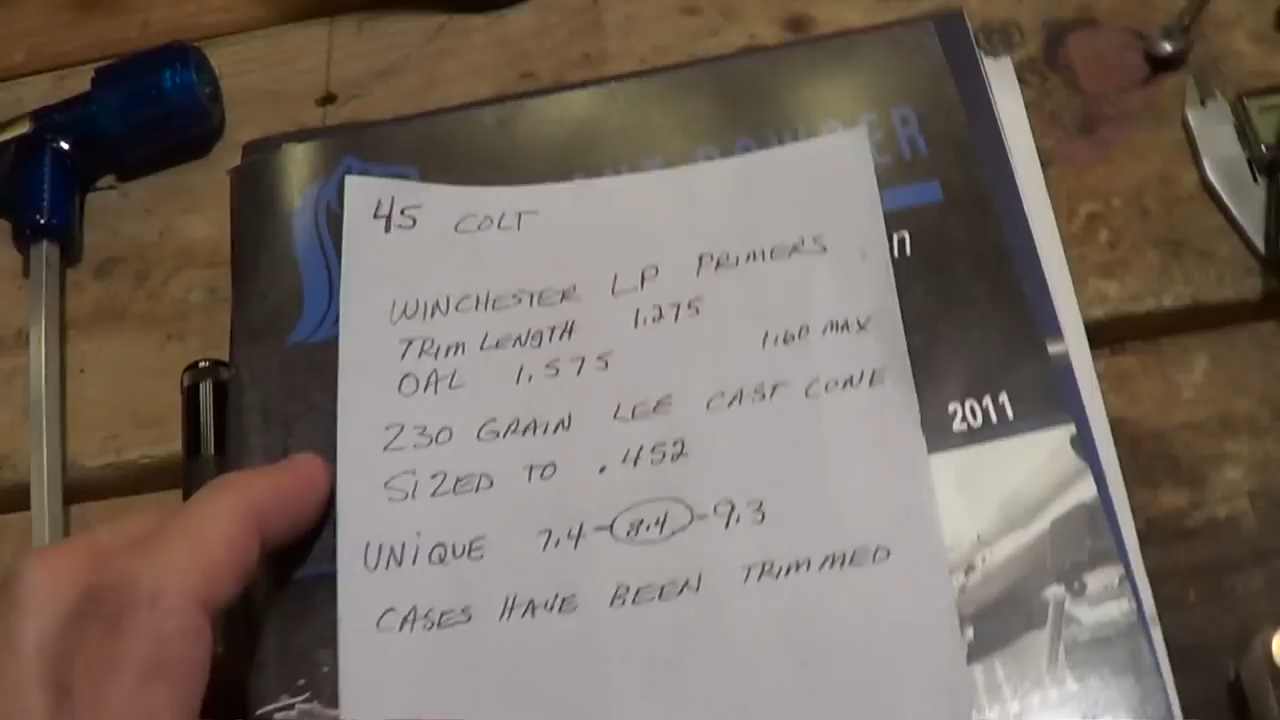 45 COLT
WINCHESTER LP PRIMERS
TRIM LENGTH 1.275
OAL 1.575 1.60 MAX
230 GRAIN LEE CAST CONE
SIZED TO .452
UNIQUE 7.4-8.4-9.3
CASES HAVE BEEN TRIMMED
2011